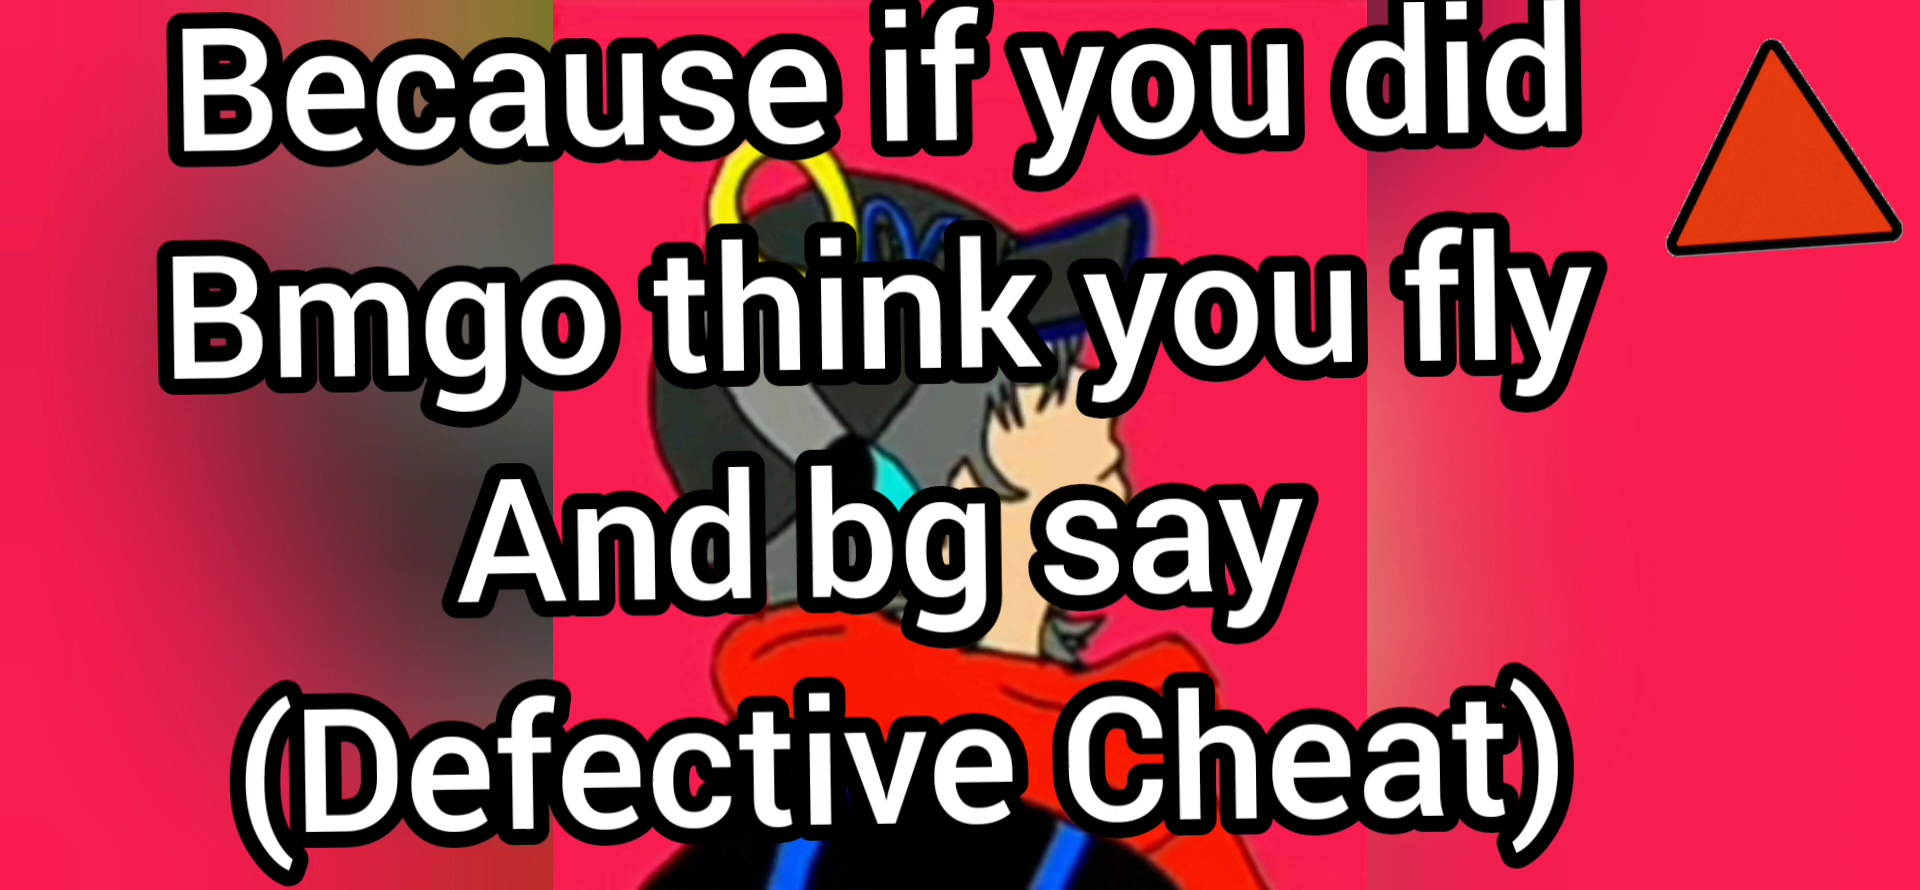 Because if you did
Bmgo think you fly
And bg say
(Defective Cheat)